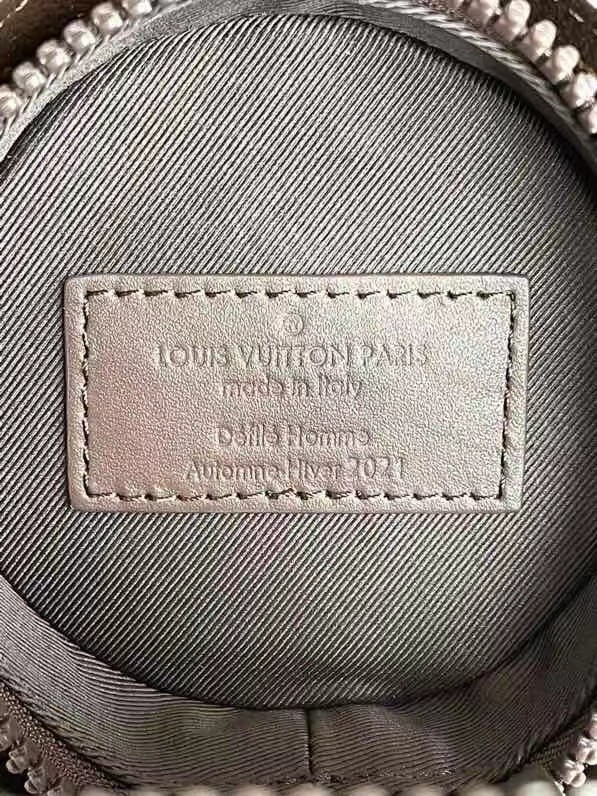 LOUIS VUITTON PARIS
made in Italy
Défilé Homme
Automne-Hiver 2021